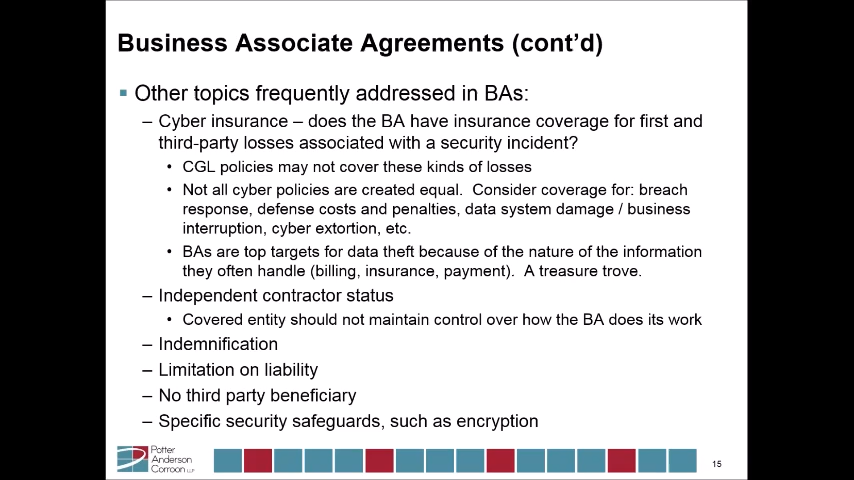 Business Associate Agreements (cont’d)
▪ Other topics frequently addressed in BAs:
– Cyber insurance – does the BA have insurance coverage for first and
third-party losses associated with a security incident?
• CGL policies may not cover these kinds of losses
• Not all cyber policies are created equal. Consider coverage for: breach
response, defense costs and penalties, data system damage / business
interruption, cyber extortion, etc.
• BAs are top targets for data theft because of the nature of the information
they often handle (billing, insurance, payment). A treasure trove.
– Independent contractor status
• Covered entity should not maintain control over how the BA does its work
– Indemnification
– Limitation on liability
– No third party beneficiary
– Specific security safeguards, such as encryption
Potter
Anderson
Corroon LLP
15